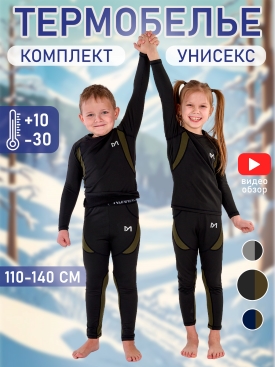 ТЕРМОБЕЛЬЕ
КОМПЛЕКТ
УНИСЕКС
+10
-30
видео
обзор
110-140 СМ